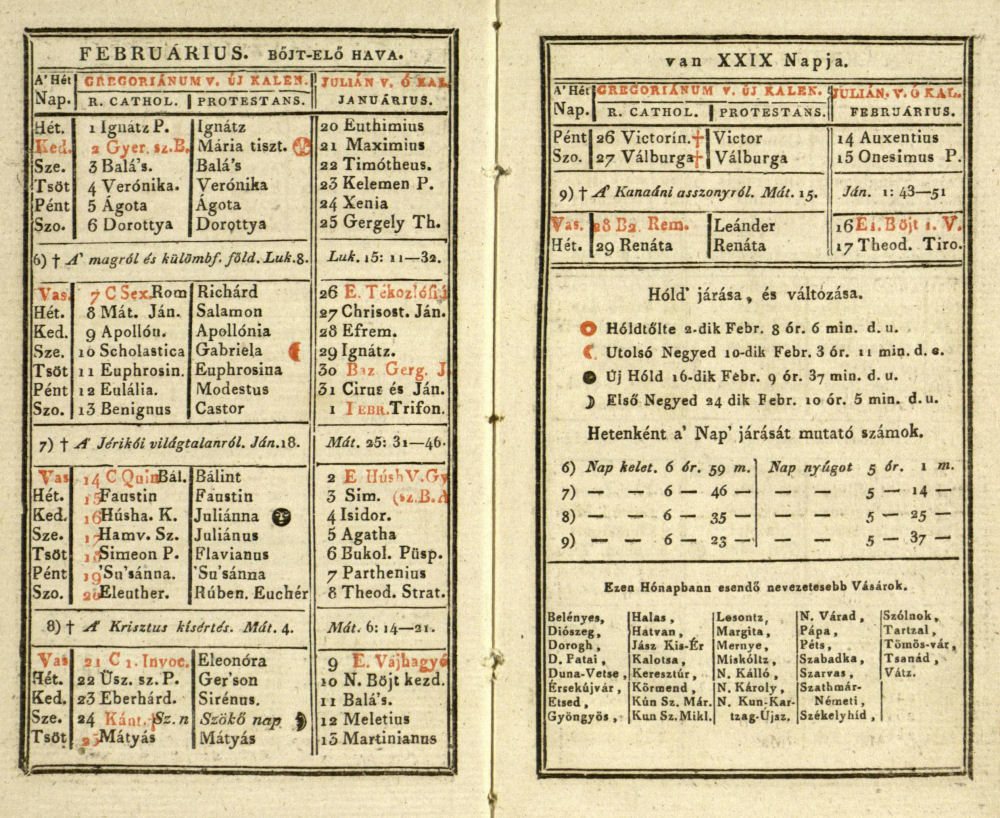 FEBRUÁRIUS. BŐJT-ELŐ HAVA.
A' Hét GREGORIÁNUM V. ÚJ KALEN. JULIÁN V. Ó KAL.
Nap. R. CATHOL. PROTESTANS. JANUÁRIUS.
Hét. 1 Ignátz P. Ignátz 20 Euthimius
Ked. 2 Gyer. sz.B. Mária tiszt. 21 Maximius
Sze. 3 Balá's. Balá's 22 Timótheus.
Tsöt 4 Verónika. Verónika 23 Kelemen P.
Pént 5 Ágota Ágota 24 Xenia
Szo. 6 Dorottya Dorottya 25 Gergely Th.
6) † A' magról és külömbf. föld. Luk.8. Luk. 15: 11—32.
Vas. 7 C Sex. Rom Richárd 26 E. Tékozlófiú
Hét. 8 Mát. Ján. Salamon 27 Chrisost. Ján.
Ked. 9 Apollón. Apollónia 28 Efrem.
Sze. 10 Scholastica Gabriela 29 Ignátz.
Tsöt 11 Euphrosin. Euphrosina 30 Baz Gerg. J
Pént 12 Eulália. Modestus 31 Cirus és Ján.
Szo. 13 Benignus Castor 1 FEBR. Trifon.
7) † A' Jérikói világtalanról. Ján.18. Mát. 25: 31—46.
Vas 14 C Quin Bál. Bálint 2 E Húsh V. Gy
Hét. 15 Faustin Faustin 3 Sim. (sz.B.A
Ked. 16 Húsha. K. Juliánna 4 Isidor.
Sze. 17 Hamv. Sz. Juliánus 5 Agatha
Tsöt 18 Simeon P. Flavianus 6 Bukol. Püsp.
Pént 19 'Su'sánna. 'Su'sánna 7 Parthenius
Szo. 20 Eleuther. Rúben. Euchér 8 Theod. Strat.
8) † A' Krisztus kísértés. Mát. 4. Mát. 6: 14—21.
Vas 21 C 1. Invoc. Eleonóra 9 E. Vajhagyó
Hét. 22 Üsz. sz. P. Ger'son 10 N. Bőjt kezd.
Ked. 23 Eberhárd. Sirénus. 11 Balá's.
Sze. 24 Kánt. † Sz. n Szökő nap 12 Meletius
Tsöt 25 Mátyás Mátyás 13 Martinianus
van XXIX Napja.
A' Hét GREGORIÁNUM V. ÚJ KALEN. JULIÁN. V. Ó KAL.
Nap. R. CATHOL. PROTESTANS. FEBRUÁRIUS.
Pént 26 Victorin. † Victor 14 Auxentius
Szo. 27 Válburga † Válburga 15 Onesimus P.
9) † A' Kanaáni asszonyról. Mát. 15. Ján. 1: 43—51
Vas. 28 B2. Rem. Leánder 16 E1. Bőjt 1. V.
Hét. 29 Renáta Renáta 17 Theod. Tiro.
Hóld' járása, és változása.
Hóldtőlte 2-dik Febr. 8 ór. 6 min. d. u.
Utolsó Negyed 10-dik Febr. 3 ór. 11 min. d. e.
Új Hóld 16-dik Febr. 9 ór. 37 min. d. u.
Első Negyed 24 dik Febr. 10 ór. 5 min. d. u.
Hetenként a' Nap' járását mutató számok.
6) Nap kelet. 6 ór. 59 m. Nap nyúgot 5 ór. 1 m.
7) — — 6 — 46 — — — 5 — 14 —
8) — — 6 — 35 — — — 5 — 25 —
9) — — 6 — 23 — — — 5 — 37 —
Ezen Hónapbann esendő nevezetesebb Vásárok.
Belényes, Halas, Losontz, N. Várad, Szólnok,
Diószeg, Hatvan, Margita, Pápa, Tartzal,
Dorogh, Jász Kis-Ér Mernye, Péts, Tömös-vár,
D. Patai, Kalotsa, Miskóltz, Szabadka, Tsanád,
Duna-Vetse, Keresztúr, N. Kálló, Szarvas, Vátz.
Érsekújvár, Körmend, N. Károly, Szathmár-
Etsed, Kún Sz. Már. N. Kun-Kar- Németi,
Gyöngyös, Kun Sz.Mikl. tzag-Újsz. Székelyhíd,